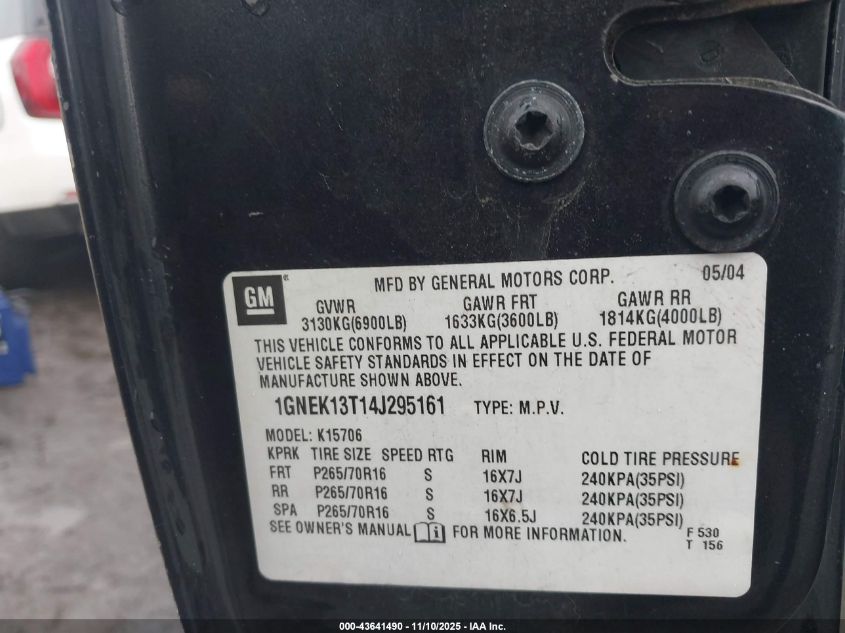 GM
MFD BY GENERAL MOTORS CORP. 05/04
GVWR GAWR FRT GAWR RR
3130KG(6900LB) 1633KG(3600LB) 1814KG(4000LB)
THIS VEHICLE CONFORMS TO ALL APPLICABLE U.S. FEDERAL MOTOR
VEHICLE SAFETY STANDARDS IN EFFECT ON THE DATE OF
MANUFACTURE SHOWN ABOVE.
1GNEK13T14J295161 TYPE: M.P.V.
MODEL: K15706
KPRK TIRE SIZE SPEED RTG RIM COLD TIRE PRESSURE
FRT P265/70R16 S 16X7J 240KPA(35PSI)
RR P265/70R16 S 16X7J 240KPA(35PSI)
SPA P265/70R16 S 16X6.5J 240KPA(35PSI)
SEE OWNER'S MANUAL i FOR MORE INFORMATION. F 530
T 156
000-43641490 - 11/10/2025 - IAA Inc.